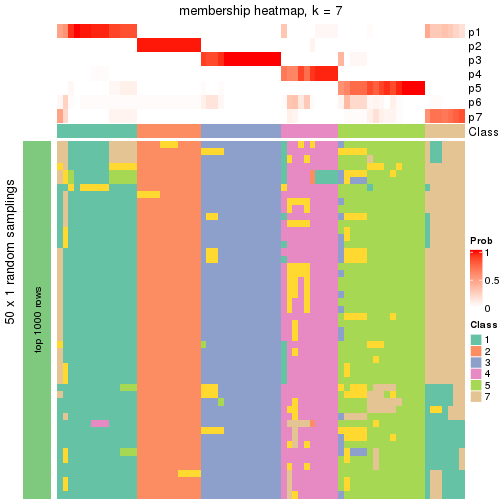 membership heatmap, k = 7
p1
p2
p3
p4
p5
p6
p7
Class
50 x 1 random samplings
top 1000 rows
Prob
1
0.5
0
Class
1
2
3
4
5
7